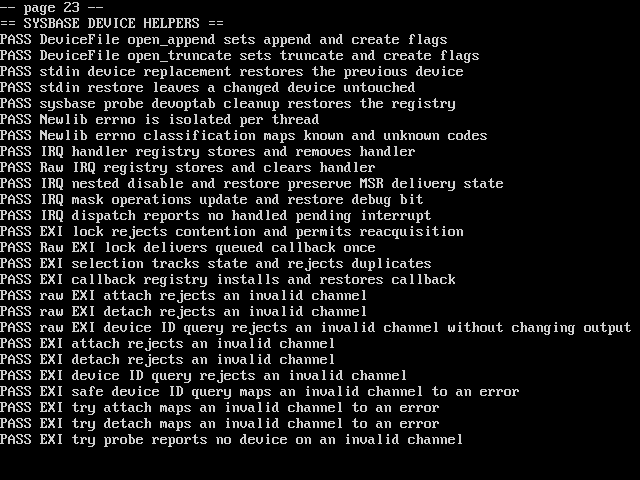 -- page 23 --
== SYSBASE DEVICE HELPERS ==
PASS DeviceFile open_append sets append and create flags
PASS DeviceFile open_truncate sets truncate and create flags
PASS stdin device replacement restores the previous device
PASS stdin restore leaves a changed device untouched
PASS sysbase probe devoptab cleanup restores the registry
PASS Newlib errno is isolated per thread
PASS Newlib errno classification maps known and unknown codes
PASS IRQ handler registry stores and removes handler
PASS Raw IRQ registry stores and clears handler
PASS IRQ nested disable and restore preserve MSR delivery state
PASS IRQ mask operations update and restore debug bit
PASS IRQ dispatch reports no handled pending interrupt
PASS EXI lock rejects contention and permits reacquisition
PASS Raw EXI lock delivers queued callback once
PASS EXI selection tracks state and rejects duplicates
PASS EXI callback registry installs and restores callback
PASS raw EXI attach rejects an invalid channel
PASS raw EXI detach rejects an invalid channel
PASS raw EXI device ID query rejects an invalid channel without changing output
PASS EXI attach rejects an invalid channel
PASS EXI detach rejects an invalid channel
PASS EXI device ID query rejects an invalid channel
PASS EXI safe device ID query maps an invalid channel to an error
PASS EXI try attach maps an invalid channel to an error
PASS EXI try detach maps an invalid channel to an error
PASS EXI try probe reports no device on an invalid channel